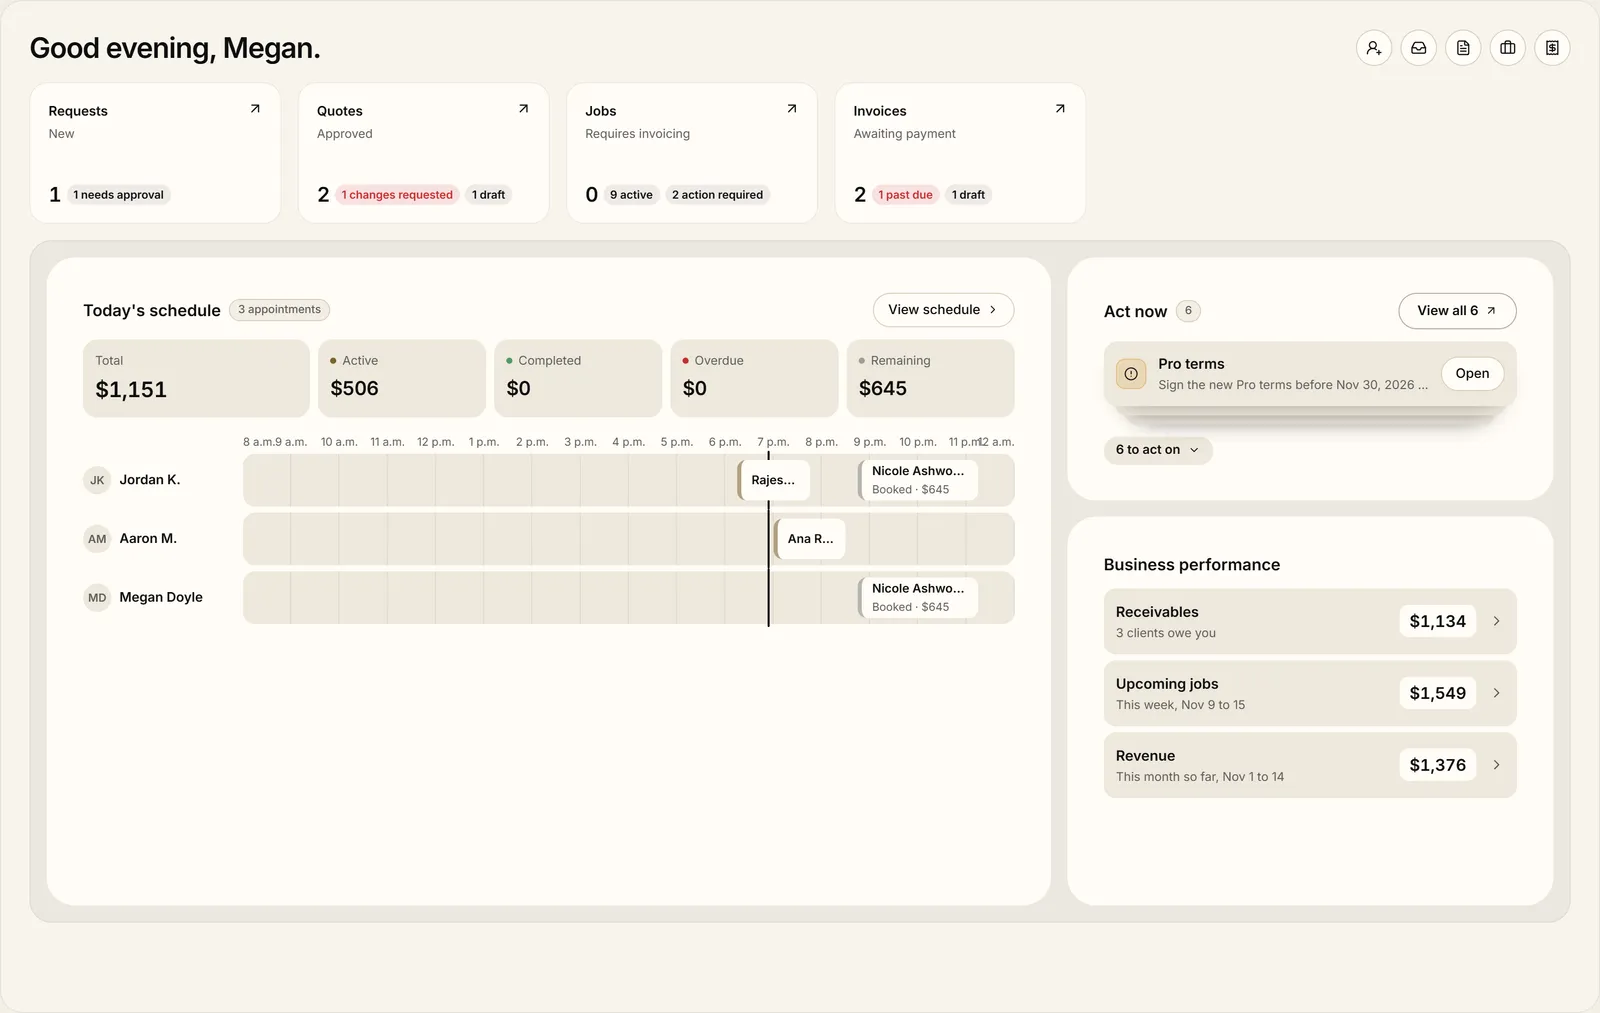 Good evening, Megan.
Requests
New
1 1 needs approval
Quotes
Approved
2 1 changes requested 1 draft
Jobs
Requires invoicing
0 9 active 2 action required
Invoices
Awaiting payment
2 1 past due 1 draft
Today's schedule 3 appointments
View schedule
Total
$1,151
Active
$506
Completed
$0
Overdue
$0
Remaining
$645
8 a.m. 9 a.m. 10 a.m. 11 a.m. 12 p.m. 1 p.m. 2 p.m. 3 p.m. 4 p.m. 5 p.m. 6 p.m. 7 p.m. 8 p.m. 9 p.m. 10 p.m. 11 p.m. 12 a.m.
JK Jordan K.
Rajes...
Nicole Ashwo...
Booked · $645
AM Aaron M.
Ana R...
MD Megan Doyle
Nicole Ashwo...
Booked · $645
Act now 6
View all 6
Pro terms
Sign the new Pro terms before Nov 30, 2026 ...
Open
6 to act on
Business performance
Receivables
3 clients owe you
$1,134
Upcoming jobs
This week, Nov 9 to 15
$1,549
Revenue
This month so far, Nov 1 to 14
$1,376